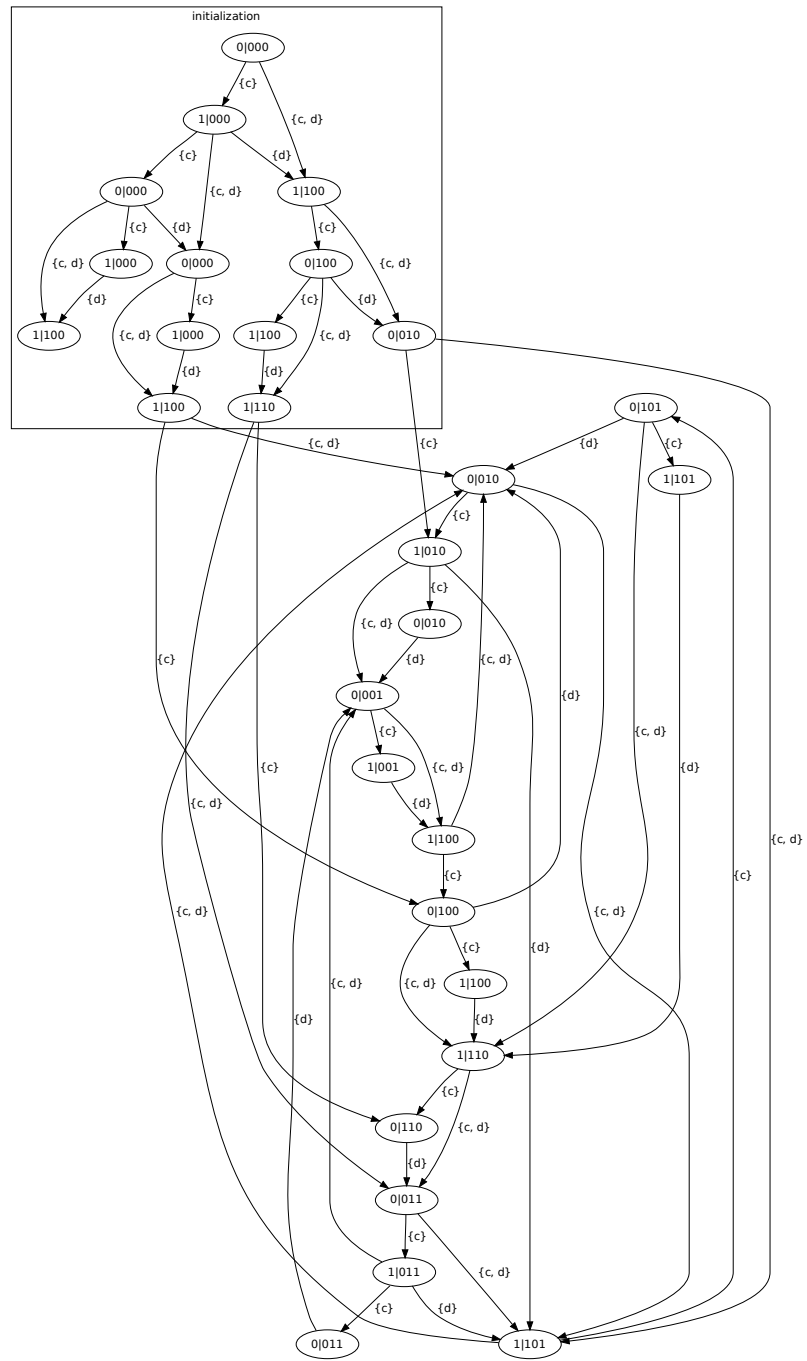 initialization
0|000
{c}
1|000
{c, d}
{c}
{d}
0|000
{c, d}
1|100
{c}
{d}
{c}
{c, d}
1|000
0|000
0|100
{c, d}
{d}
{c}
{c}
{d}
1|100
{c, d}
1|000
1|100
{c, d}
0|010
{d}
{d}
1|100
1|110
0|101
{c, d}
{c}
{d}
{c}
0|010
1|101
{c}
1|010
{c}
0|010
{c, d}
{d}
{c}
{c, d}
0|001
{d}
{c}
{c, d}
{c}
1|001
{c, d}
{d}
{c, d}
{d}
1|100
{c, d}
{c}
{c}
0|100
{c, d}
{c, d}
{c}
{d}
1|100
{c, d}
{c, d}
{d}
{d}
1|110
{c}
0|110
{c, d}
{d}
0|011
{c}
1|011
{c, d}
{c}
{d}
0|011
1|101